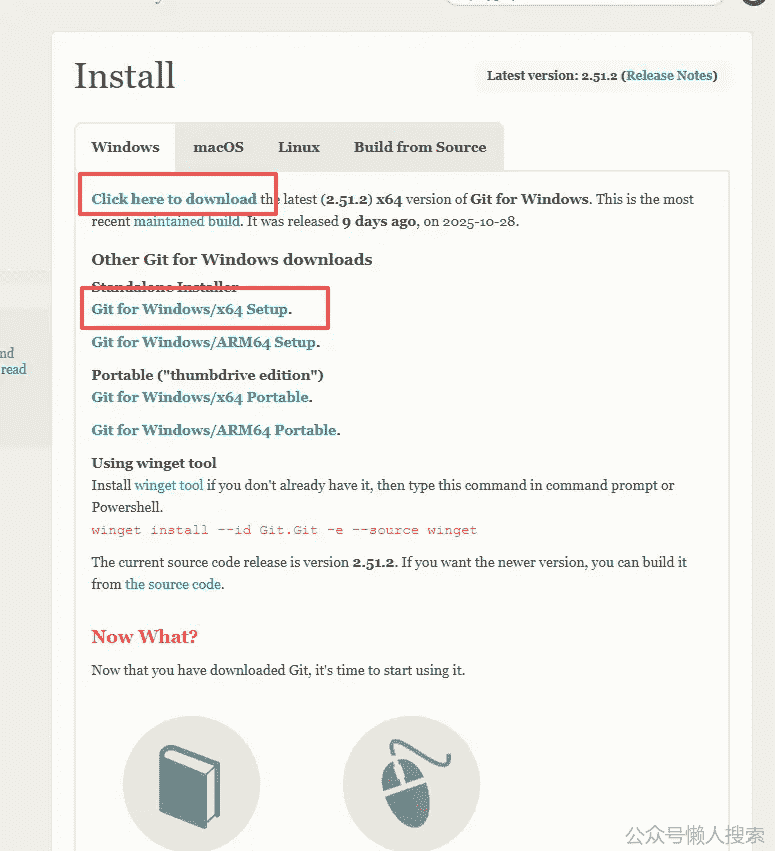 Install
Latest version: 2.51.2 (Release Notes)
Windows
macOS
Linux
Build from Source
Click here to download the latest (2.51.2) x64 version of Git for Windows. This is the most
recent maintained build. It was released 9 days ago, on 2025-10-28.
Other Git for Windows downloads
Standalone Installer
Git for Windows/x64 Setup.
Git for Windows/ARM64 Setup.
nd
read
Portable ("thumbdrive edition")
Git for Windows/x64 Portable.
Git for Windows/ARM64 Portable.
Using winget tool
Install winget tool if you don't already have it, then type this command in command prompt or
Powershell.
winget install --id Git.Git -e --source winget
The current source code release is version 2.51.2. If you want the newer version, you can build it
from the source code.
Now What?
Now that you have downloaded Git, it's time to start using it.
公众号懒人搜索